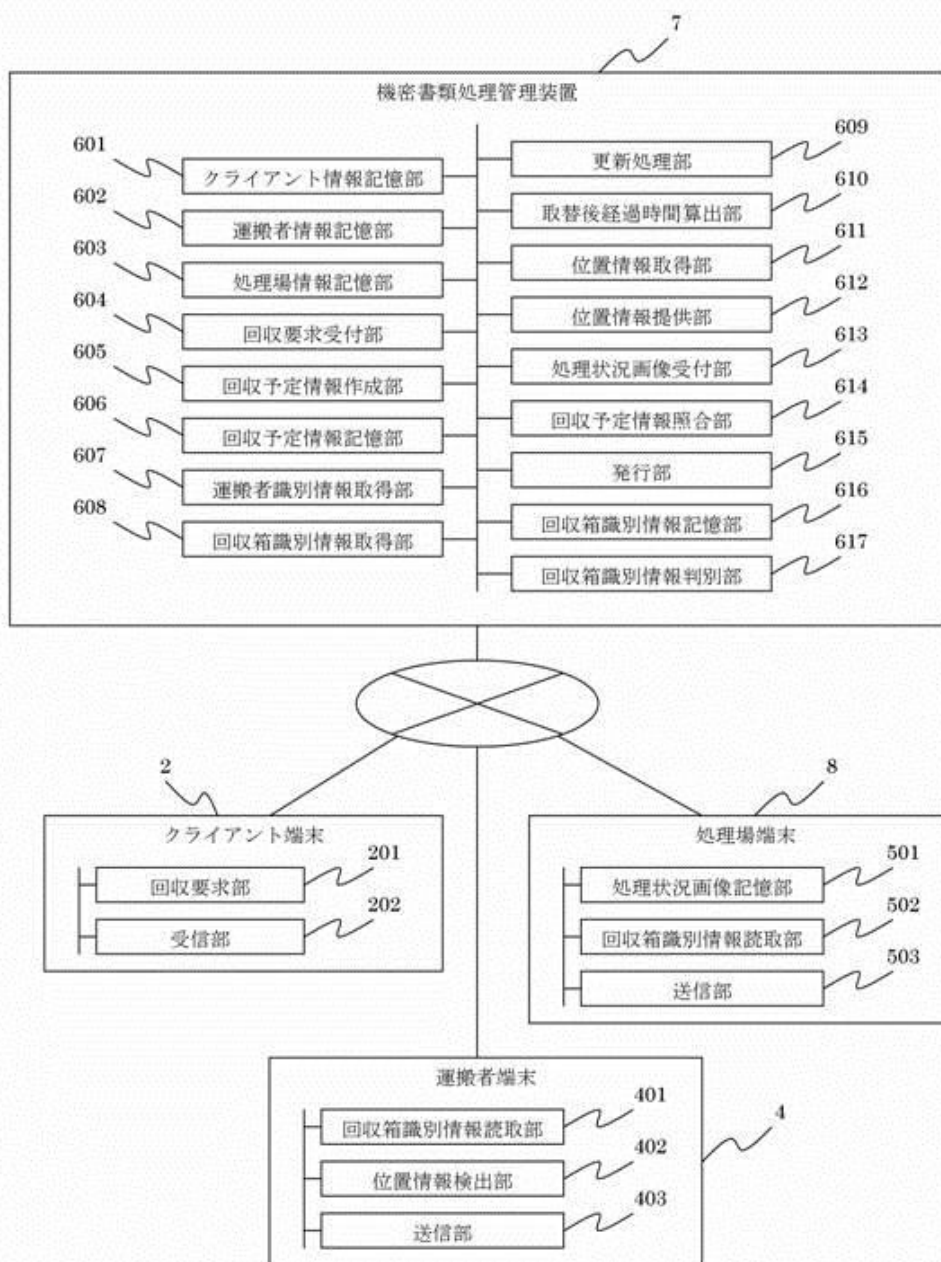 7
機密書類処理管理装置
601
クライアント情報記憶部
602
運搬者情報記憶部
603
処理場情報記憶部
604
回収要求受付部
605
回収予定情報作成部
606
回収予定情報記憶部
607
運搬者識別情報取得部
608
回収箱識別情報取得部
609
更新処理部
610
取替後経過時間算出部
611
位置情報取得部
612
位置情報提供部
613
処理状況画像受付部
614
回収予定情報照合部
615
発行部
616
回収箱識別情報記憶部
617
回収箱識別情報判別部
2
クライアント端末
201
回収要求部
202
受信部
8
処理場端末
501
処理状況画像記憶部
502
回収箱識別情報読取部
503
送信部
運搬者端末
4
401
回収箱識別情報読取部
402
位置情報検出部
403
送信部